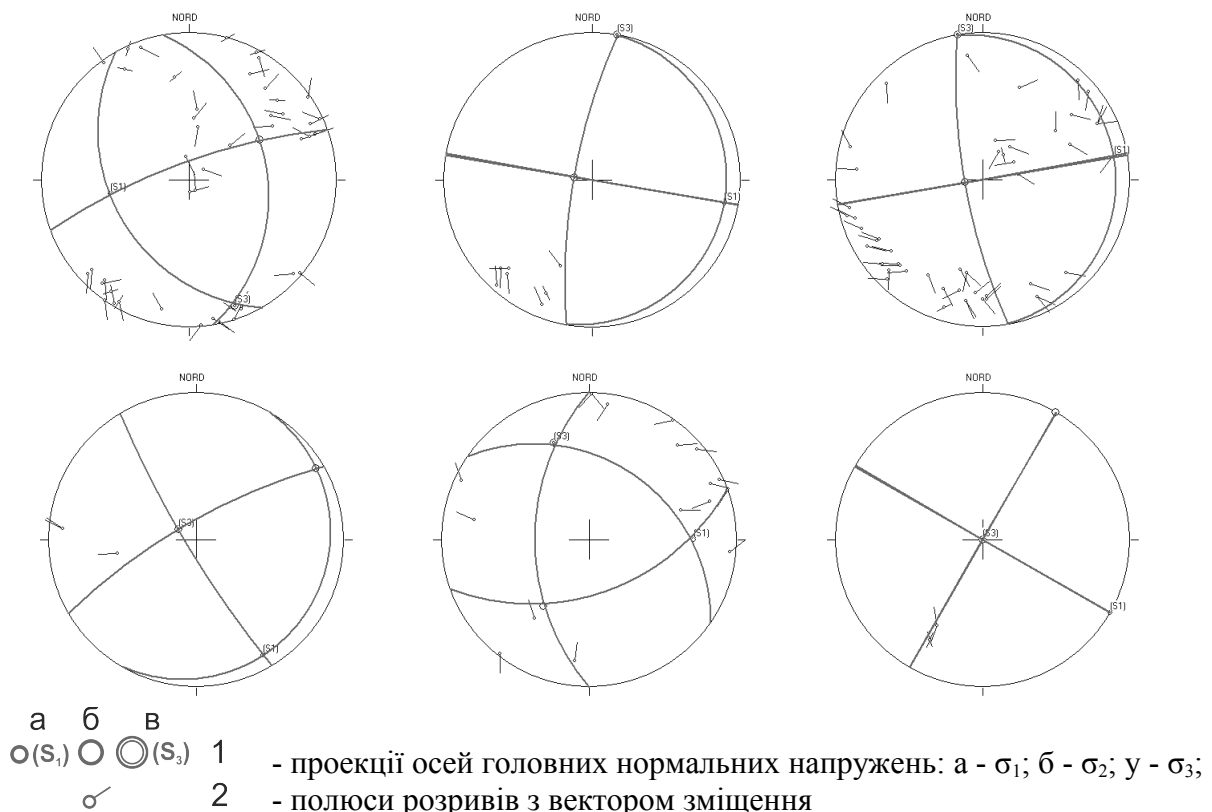 NORD NORD NORD
(S3) (S3)
(S1) (S1) (S1)
(S3)
NORD NORD NORD
(S3) (S3) (S3)
(S1) (S1) (S1)
а б в
(S₁) (S₃) 1 - проекції осей головних нормальних напружень: а - σ₁; б - σ₂; у - σ₃;
2 - полюси розривів з вектором зміщення